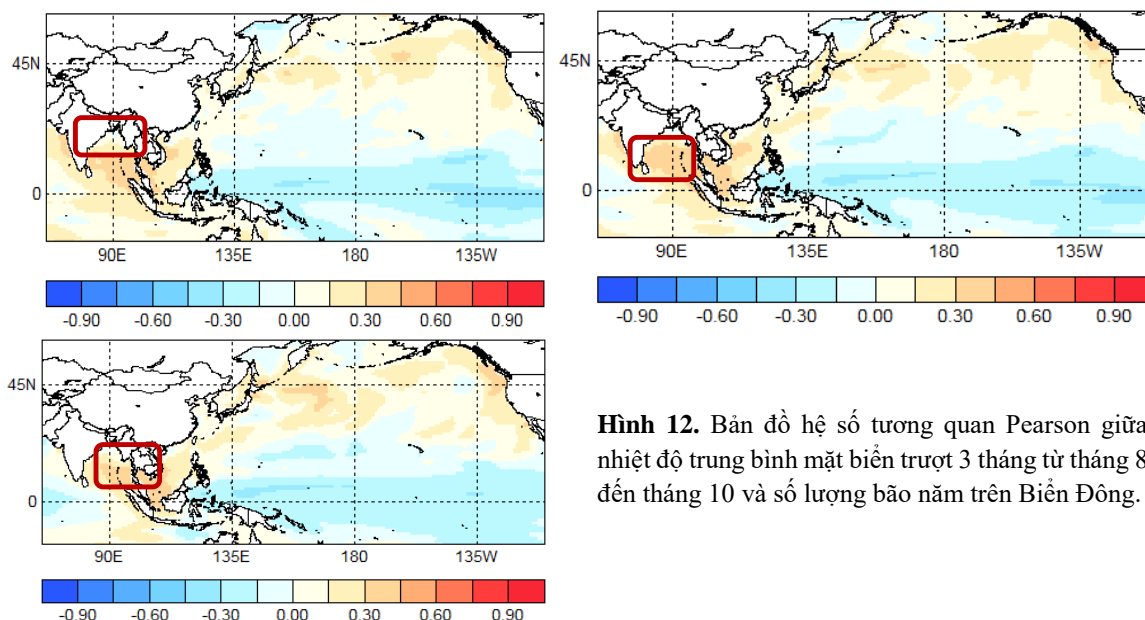 45N
0
90E 135E 180 135W
-0.90 -0.60 -0.30 0.00 0.30 0.60 0.90
45N
0
90E 135E 180 135W
-0.90 -0.60 -0.30 0.00 0.30 0.60 0.90
45N
0
90E 135E 180 135W
-0.90 -0.60 -0.30 0.00 0.30 0.60 0.90
Hình 12. Bản đồ hệ số tương quan Pearson giữa
nhiệt độ trung bình mặt biển trượt 3 tháng từ tháng 8
đến tháng 10 và số lượng bão năm trên Biển Đông.